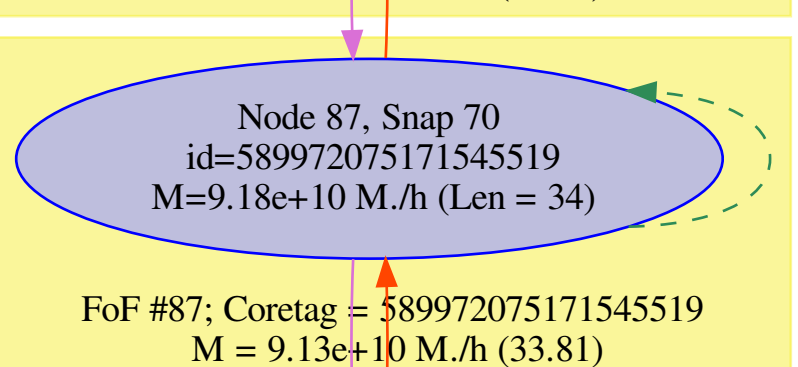 Node 87, Snap 70
id=589972075171545519
M=9.18e+10 M./h (Len = 34)
FoF #87; Coretag = 589972075171545519
M = 9.13e+10 M./h (33.81)